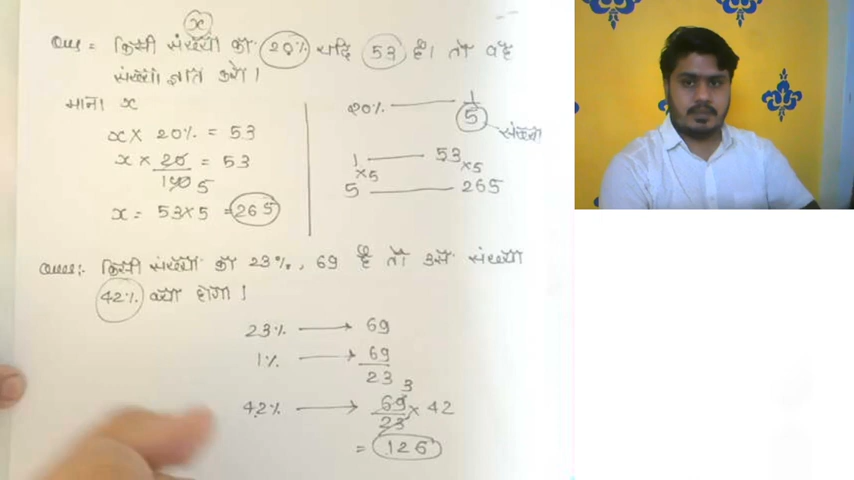 x
Que = किसी संख्या का 20% यदि 53 है। तो वह
संख्या ज्ञात करो।
माना x
x × 20% = 53
x × 20/100 = 53
5
x = 53×5 = 265
20% — 1/5
संख्या
1 — 53
×5 ×5
5 — 265
Que:- किसी संख्या का 23%, 69 है तो उसी संख्या
42% क्या होगा।
23% → 69
1% → 69/23
3
42% → 69/23 × 42
= 126